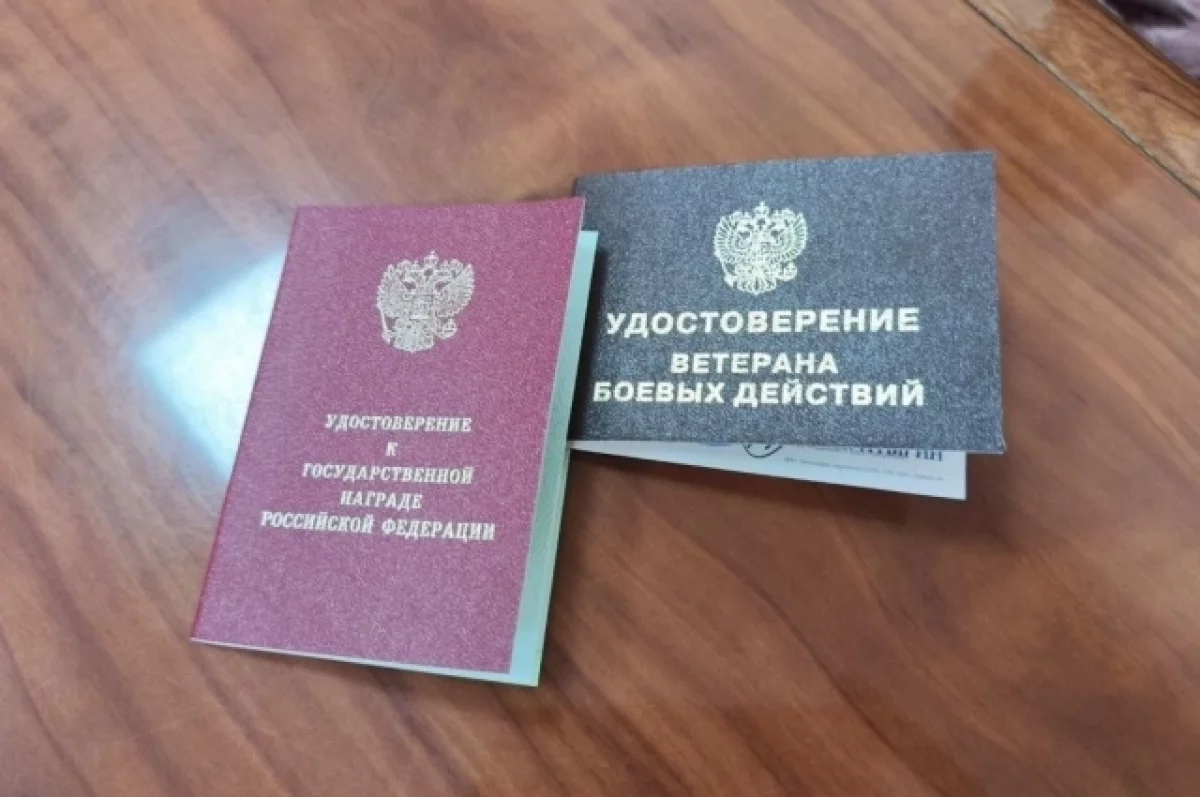 УДОСТОВЕРЕНИЕ
К
ГОСУДАРСТВЕННОЙ
НАГРАДЕ
РОССИЙСКОЙ ФЕДЕРАЦИИ
УДОСТОВЕРЕНИЕ
ВЕТЕРАНА
БОЕВЫХ ДЕЙСТВИЙ